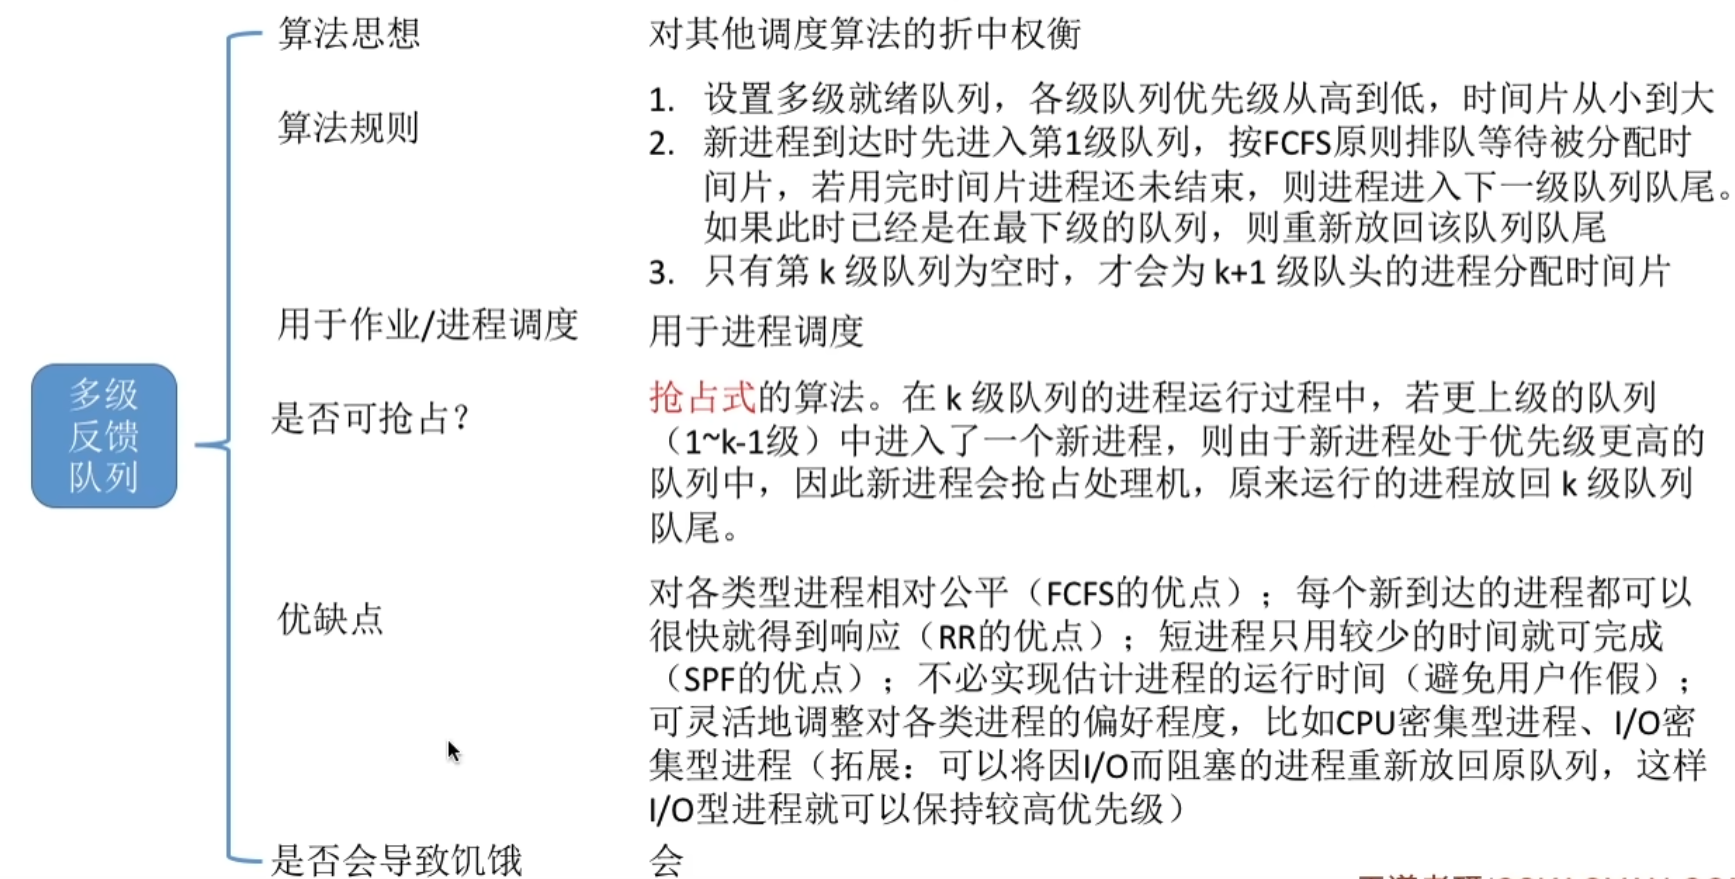 算法思想
对其他调度算法的折中权衡
算法规则
1. 设置多级就绪队列，各级队列优先级从高到低，时间片从小到大
2. 新进程到达时先进入第1级队列，按FCFS原则排队等待被分配时
间片，若用完时间片进程还未结束，则进程进入下一级队列队尾。
如果此时已经是在最下级的队列，则重新放回该队列队尾
3. 只有第 k 级队列为空时，才会为 k+1 级队头的进程分配时间片
用于作业/进程调度
用于进程调度
多级
反馈
队列
是否可抢占？
抢占式的算法。在 k 级队列的进程运行过程中，若更上级的队列
（1~k-1级）中进入了一个新进程，则由于新进程处于优先级更高的
队列中，因此新进程会抢占处理机，原来运行的进程放回 k 级队列
队尾。
优缺点
对各类型进程相对公平（FCFS的优点）；每个新到达的进程都可以
很快就得到响应（RR的优点）；短进程只用较少的时间就可完成
（SPF的优点）；不必实现估计进程的运行时间（避免用户作假）；
可灵活地调整对各类进程的偏好程度，比如CPU密集型进程、I/O密
集型进程（拓展：可以将因I/O而阻塞的进程重新放回原队列，这样
I/O型进程就可以保持较高优先级）
是否会导致饥饿
会